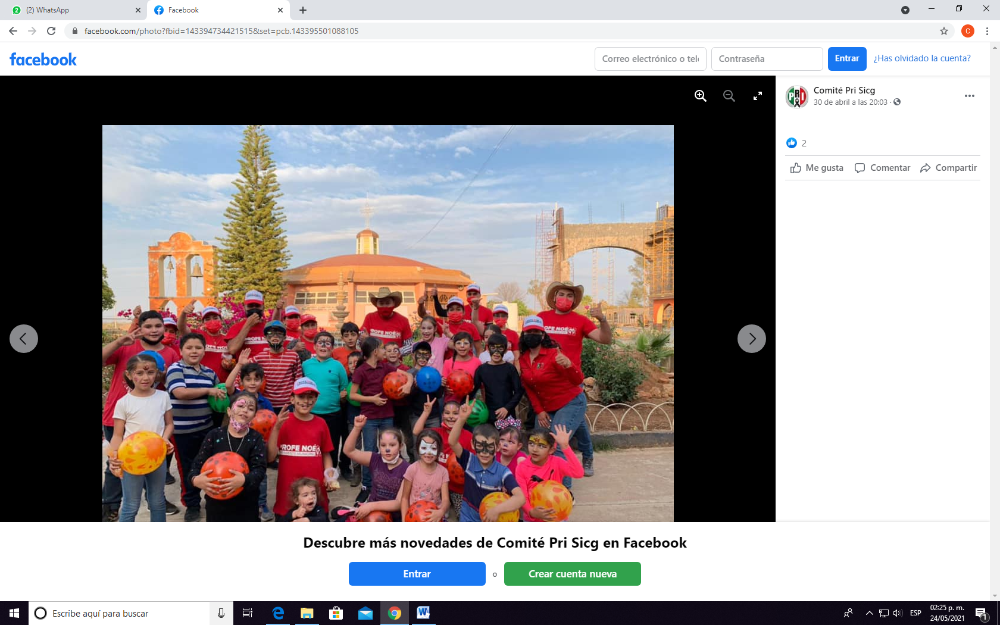 (2) WhatsApp
Facebook
facebook.com/photo?fbid=143394734421515&set=pcb.143395501088105
C
facebook
Correo electrónico o telé
Contraseña
Entrar
¿Has olvidado la cuenta?
PRI
Comité Pri Sicg
30 de abril a las 20:03 ·
2
Me gusta
Comentar
Compartir
PROFE NOÉ
PROFE NOÉ
PROFE NOÉ
Descubre más novedades de Comité Pri Sicg en Facebook
Entrar
o
Crear cuenta nueva
Escribe aquí para buscar
ESP
02:25 p. m.
24/05/2021
1